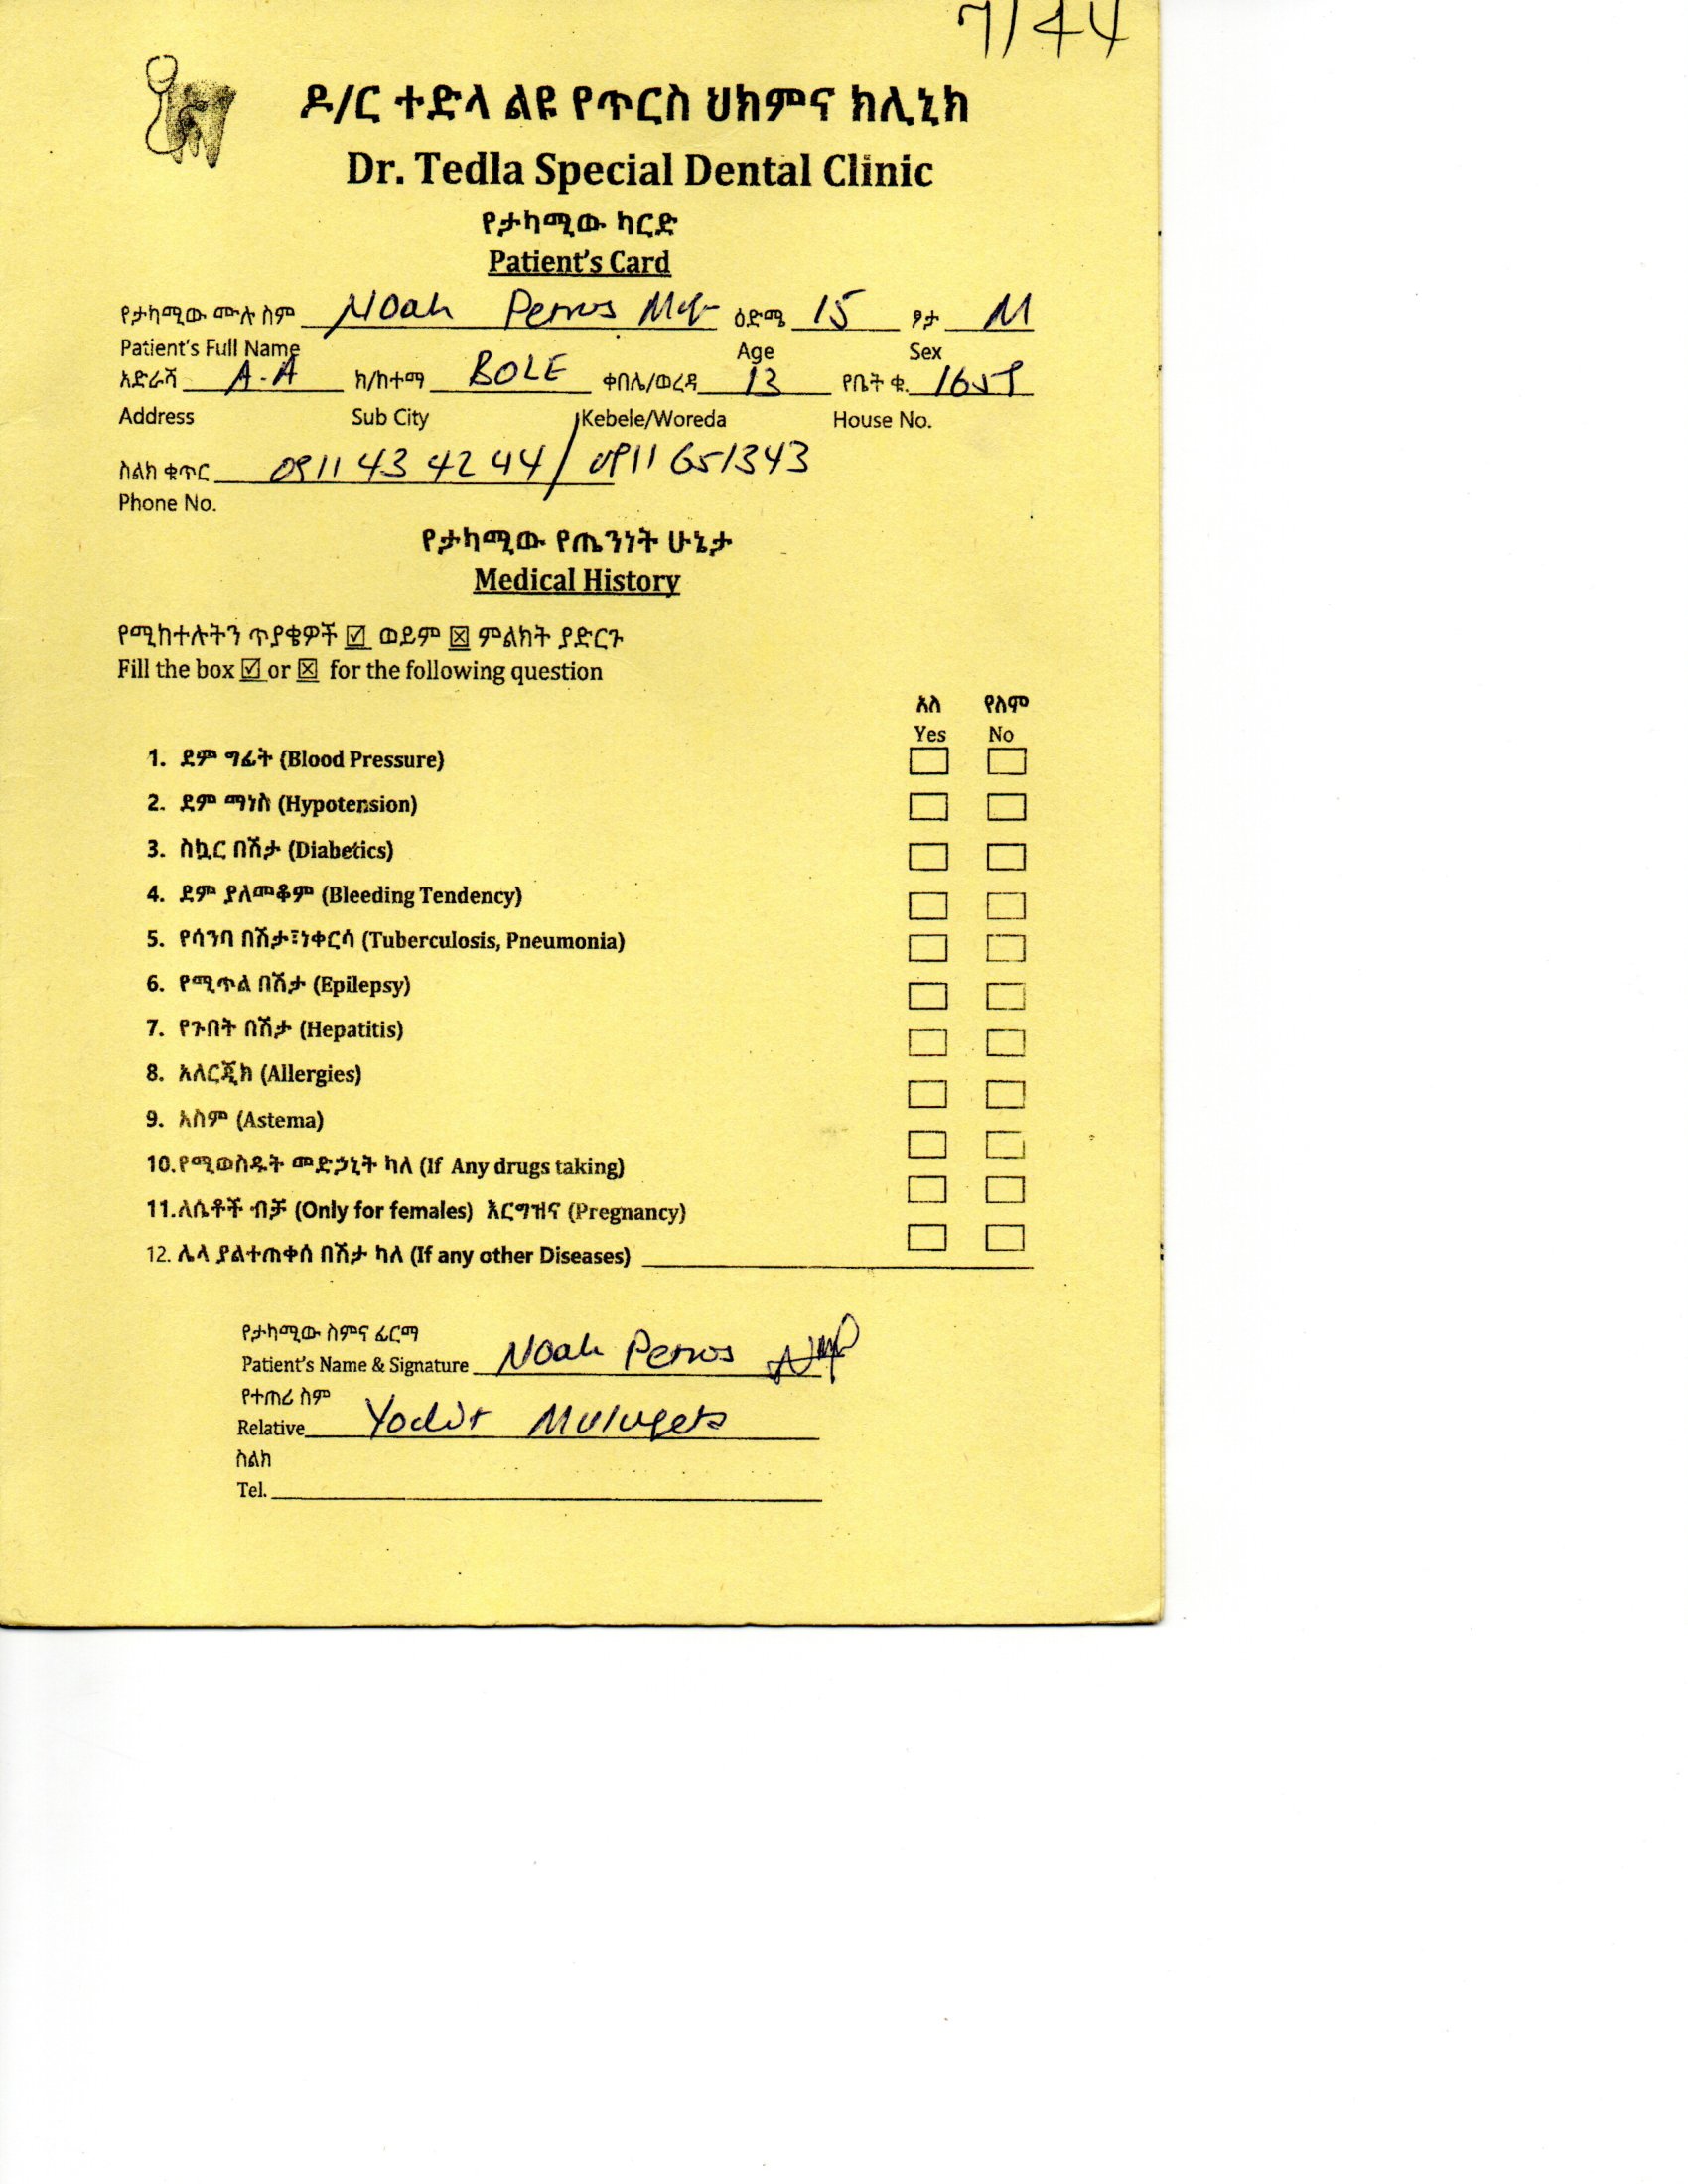 7/44
ዶ/ር ተድላ ልዩ የጥርስ ህክምና ክሊኒክ
Dr. Tedla Special Dental Clinic
የታካሚው ካርድ
Patient's Card
የታካሚው ሙሉ ስም Noah Petros ዕድሜ 15 ፆታ M
Patient's Full Name Age Sex
አድራሻ A.A ክ/ከተማ BOLE ቀበሌ/ወረዳ 13 የቤት ቁ.
Address Sub City Kebele/Woreda House No.
ስልክ ቁጥር 0911 43 42 44 / 0911 651343
Phone No.
የታካሚው የጤንነት ሁኔታ
Medical History
የሚከተሉትን ጥያቄዎች ☑ ወይም ☒ ምልክት ያድርጉ
Fill the box ☑ or ☒ for the following question
አለ የለም
Yes No
1. ደም ግፊት (Blood Pressure)
2. ደም ማነስ (Hypotension)
3. ስኳር በሽታ (Diabetics)
4. ደም ያለመቆም (Bleeding Tendency)
5. የሳንባ በሽታ፣ነቀርሳ (Tuberculosis, Pneumonia)
6. የሚጥል በሽታ (Epilepsy)
7. የጉበት በሽታ (Hepatitis)
8. አለርጂክ (Allergies)
9. አስም (Astema)
10.የሚወስዱት መድኃኒት ካለ (If Any drugs taking)
11.ለሴቶች ብቻ (Only for females) እርግዝና (Pregnancy)
12. ሌላ ያልተጠቀሰ በሽታ ካለ (If any other Diseases)
የታካሚው ስምና ፊርማ
Patient's Name & Signature Noah Petros
የተጠሪ ስም
Relative Yodit Mulugeta
ስልክ
Tel.